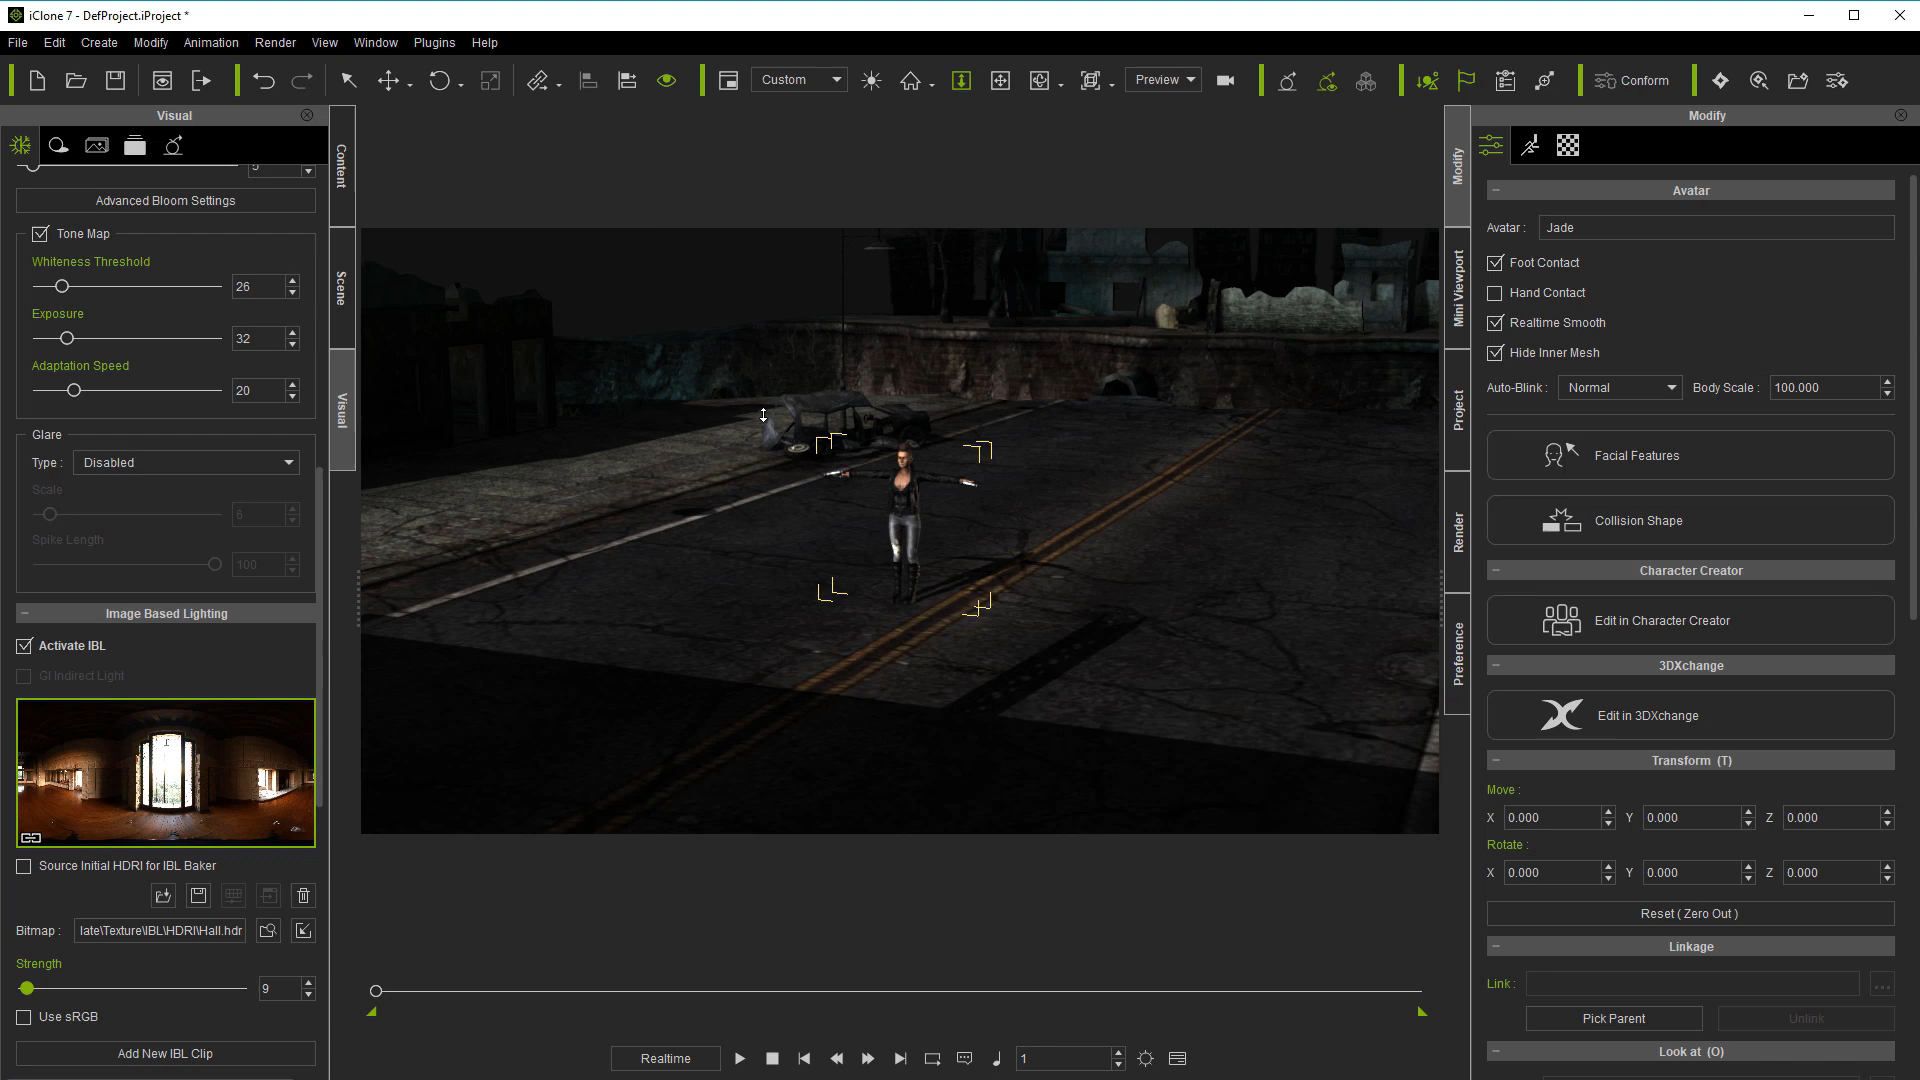 iClone 7 - DefProject.iProject *
File Edit Create Modify Animation Render View Window Plugins Help
Custom
Preview
Conform
Visual
5
Advanced Bloom Settings
Tone Map
Whiteness Threshold
26
Exposure
32
Adaptation Speed
20
Glare
Type : Disabled
Scale
6
Spike Length
100
Image Based Lighting
Activate IBL
GI Indirect Light
Source Initial HDRI for IBL Baker
Bitmap : late\Texture\IBL\HDRI\Hall.hdr
Strength
9
Use sRGB
Add New IBL Clip
Content
Scene
Visual
Realtime
1
Modify
Mini Viewport
Project
Render
Preference
Modify
Avatar
Avatar : Jade
Foot Contact
Hand Contact
Realtime Smooth
Hide Inner Mesh
Auto-Blink : Normal Body Scale : 100.000
Facial Features
Collision Shape
Character Creator
Edit in Character Creator
3DXchange
Edit in 3DXchange
Transform (T)
Move :
X 0.000 Y 0.000 Z 0.000
Rotate :
X 0.000 Y 0.000 Z 0.000
Reset ( Zero Out )
Linkage
Link : ...
Pick Parent Unlink
Look at (O)